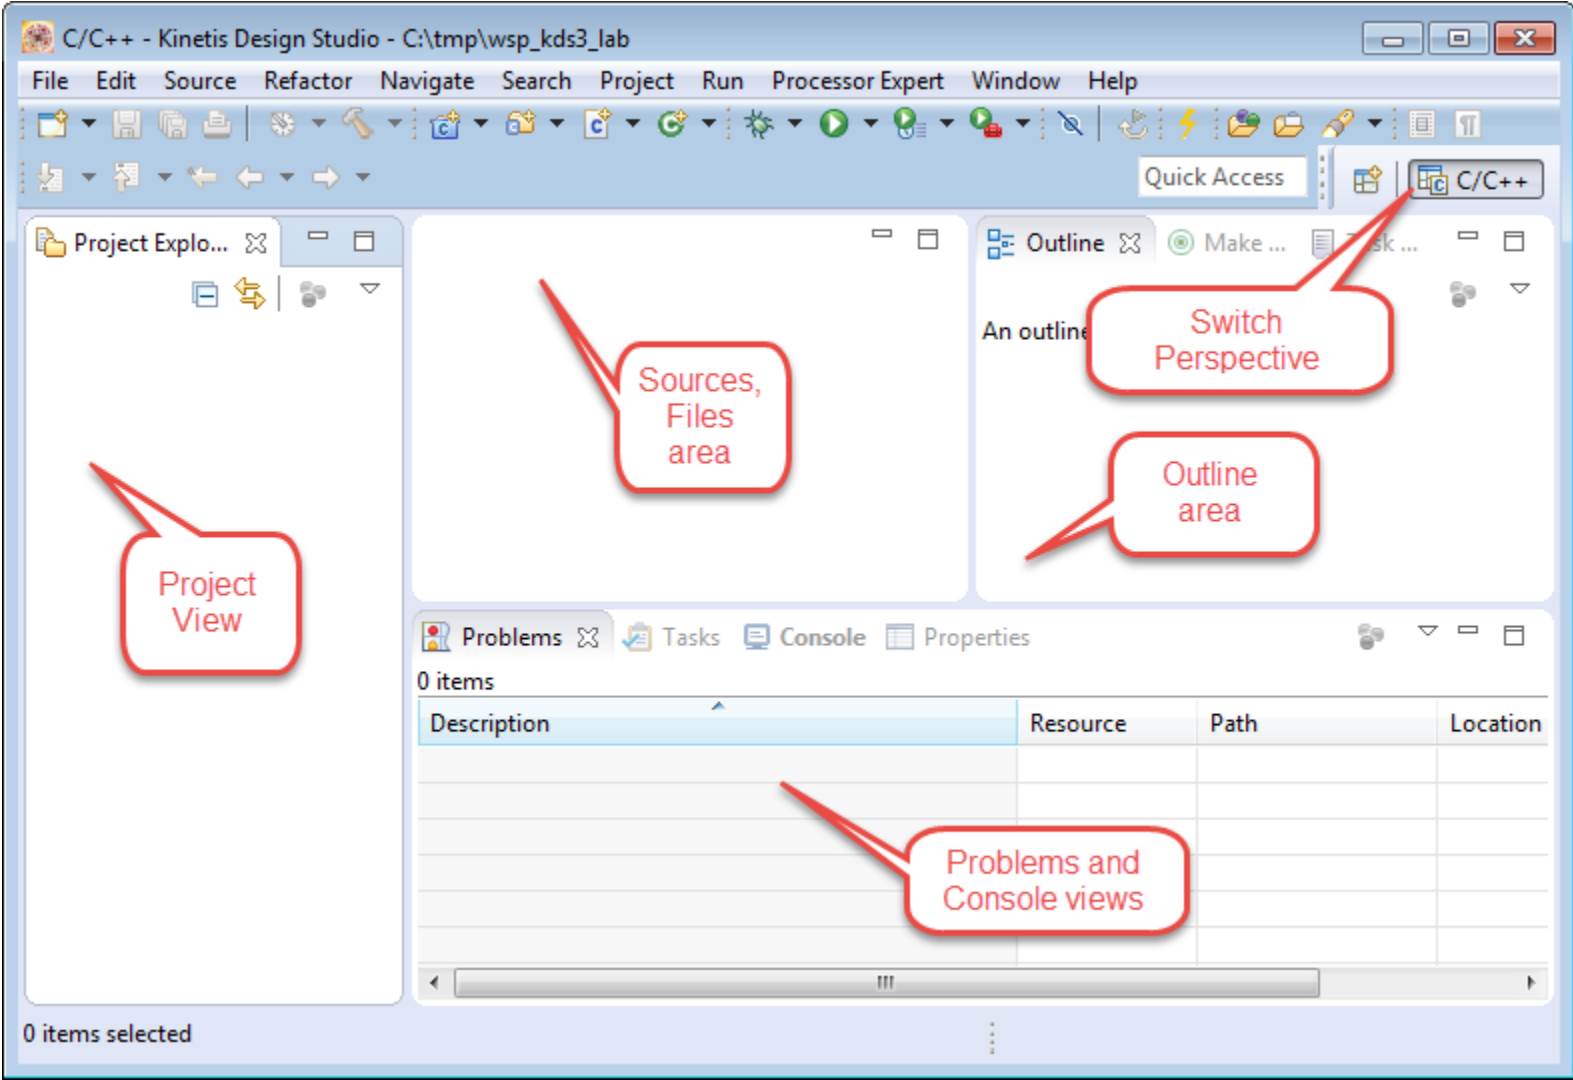 C/C++ - Kinetis Design Studio - C:\tmp\wsp_kds3_lab
File Edit Source Refactor Navigate Search Project Run Processor Expert Window Help
Quick Access
C/C++
Project Explo...
Outline Make ... sk ...
An outline
Switch
Perspective
Sources,
Files
area
Outline
area
Project
View
Problems Tasks Console Properties
0 items
Description Resource Path Location
Problems and
Console views
0 items selected